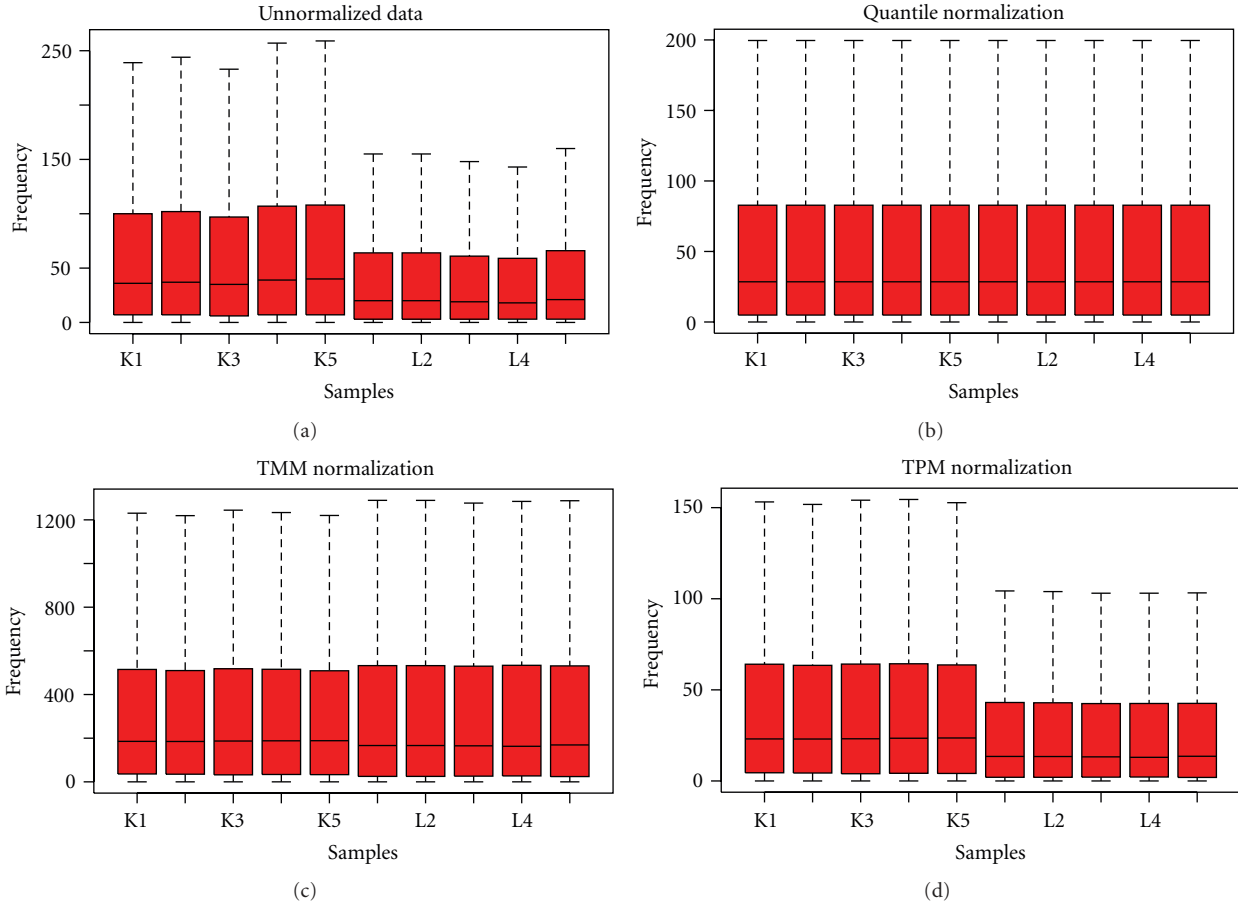 Unnormalized data
Frequency
250
150
50
0
K1 K3 K5 L2 L4
Samples
(a)
Quantile normalization
Frequency
200
150
100
50
0
K1 K3 K5 L2 L4
Samples
(b)
TMM normalization
Frequency
1200
800
400
0
K1 K3 K5 L2 L4
Samples
(c)
TPM normalization
Frequency
150
100
50
0
K1 K3 K5 L2 L4
Samples
(d)